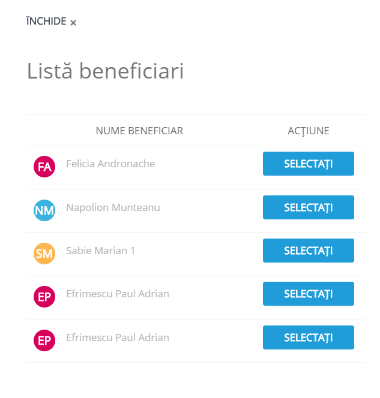 ÎNCHIDE ×
Listă beneficiari
NUME BENEFICIAR ACȚIUNE
FA Felicia Andronache SELECTAȚI
NM Napolion Munteanu SELECTAȚI
SM Sabie Marian 1 SELECTAȚI
EP Efrimescu Paul Adrian SELECTAȚI
EP Efrimescu Paul Adrian SELECTAȚI